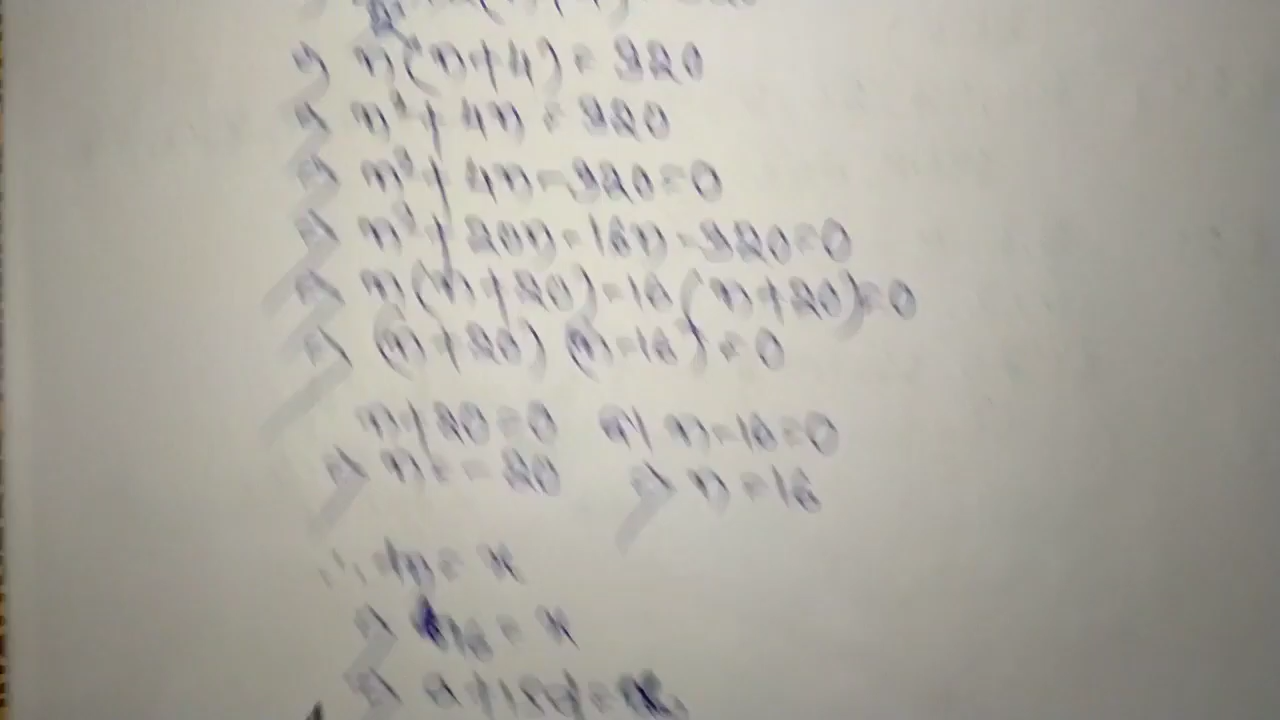 ⇒ n(n+4) = 320
⇒ n² + 4n = 320
⇒ n² + 4n - 320 = 0
⇒ n² + 20n - 16n - 320 = 0
⇒ n(n+20) - 16(n+20) = 0
⇒ (n+20) (n-16) = 0
n+20 = 0 n-16 = 0
⇒ n = -20 ⇒ n = 16
∴ = x
⇒ = x
⇒ a+15d =